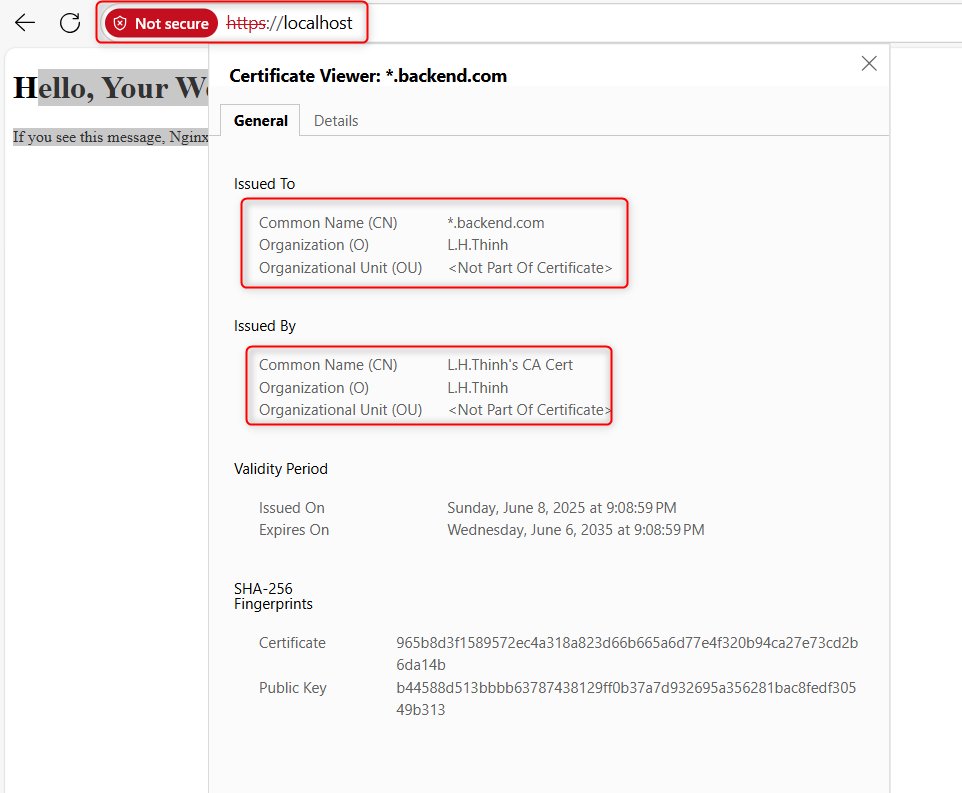 Not secure https://localhost
Certificate Viewer: *.backend.com
Hello, Your
General Details
If you see this message, Nginx
Issued To
Common Name (CN) *.backend.com
Organization (O) L.H.Thinh
Organizational Unit (OU) <Not Part Of Certificate>
Issued By
Common Name (CN) L.H.Thinh's CA Cert
Organization (O) L.H.Thinh
Organizational Unit (OU) <Not Part Of Certificate>
Validity Period
Issued On Sunday, June 8, 2025 at 9:08:59 PM
Expires On Wednesday, June 6, 2035 at 9:08:59 PM
SHA-256
Fingerprints
Certificate 965b8d3f1589572ec4a318a823d66b665a6d77e4f320b94ca27e73cd2b
6da14b
Public Key b44588d513bbbb63787438129ff0b37a7d932695a356281bac8fedf305
49b313